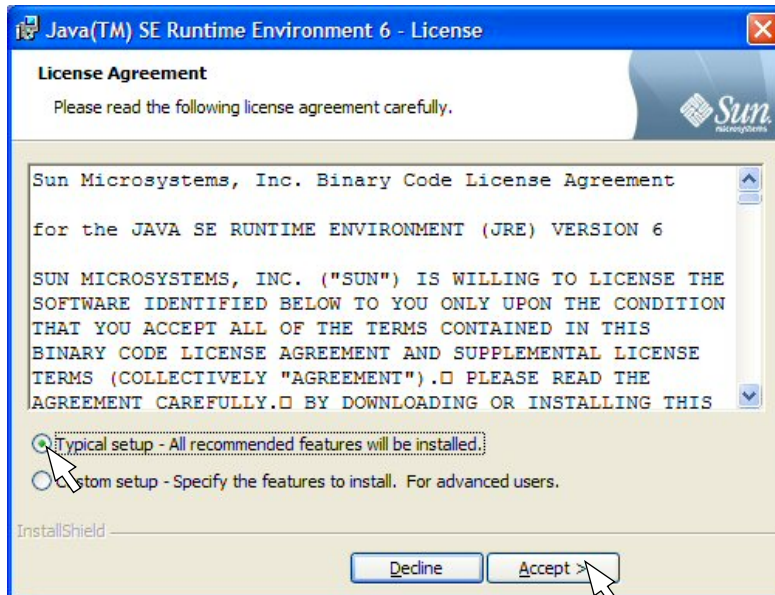 Java(TM) SE Runtime Environment 6 - License
License Agreement
Please read the following license agreement carefully.
Sun
microsystems
Sun Microsystems, Inc. Binary Code License Agreement
for the JAVA SE RUNTIME ENVIRONMENT (JRE) VERSION 6
SUN MICROSYSTEMS, INC. ("SUN") IS WILLING TO LICENSE THE
SOFTWARE IDENTIFIED BELOW TO YOU ONLY UPON THE CONDITION
THAT YOU ACCEPT ALL OF THE TERMS CONTAINED IN THIS
BINARY CODE LICENSE AGREEMENT AND SUPPLEMENTAL LICENSE
TERMS (COLLECTIVELY "AGREEMENT").□ PLEASE READ THE
AGREEMENT CAREFULLY.□ BY DOWNLOADING OR INSTALLING THIS
Typical setup - All recommended features will be installed.
Custom setup - Specify the features to install. For advanced users.
InstallShield
Decline
Accept >